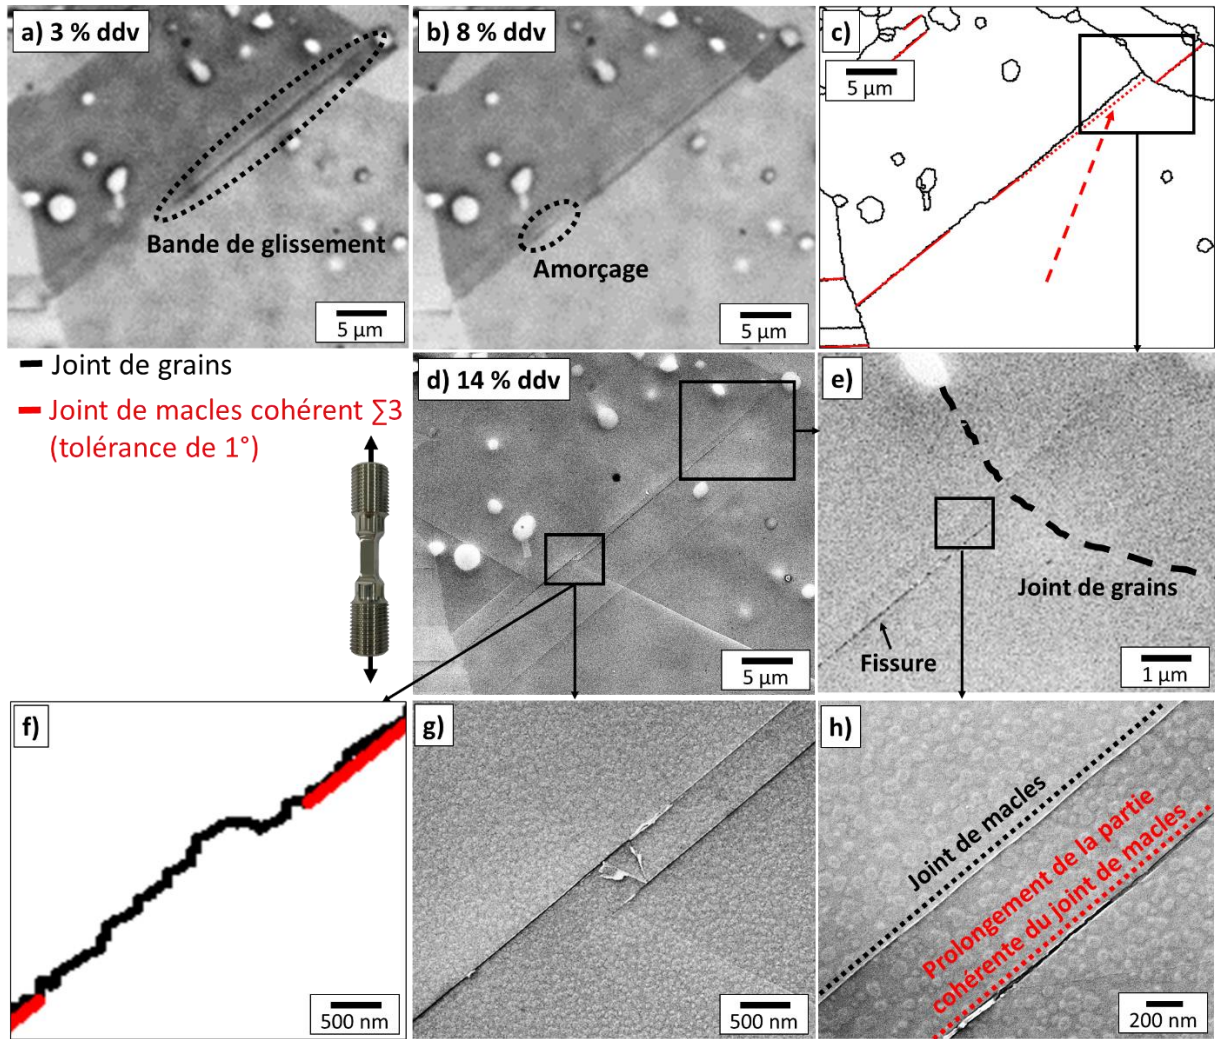 a) 3 % ddv
Bande de glissement
5 µm
b) 8 % ddv
Amorçage
5 µm
c)
5 µm
Joint de grains
Joint de macles cohérent ∑3
(tolérance de 1°)
d) 14 % ddv
5 µm
e)
Joint de grains
Fissure
1 µm
f)
500 nm
g)
500 nm
h)
Joint de macles
Prolongement de la partie
cohérente du joint de macles
200 nm